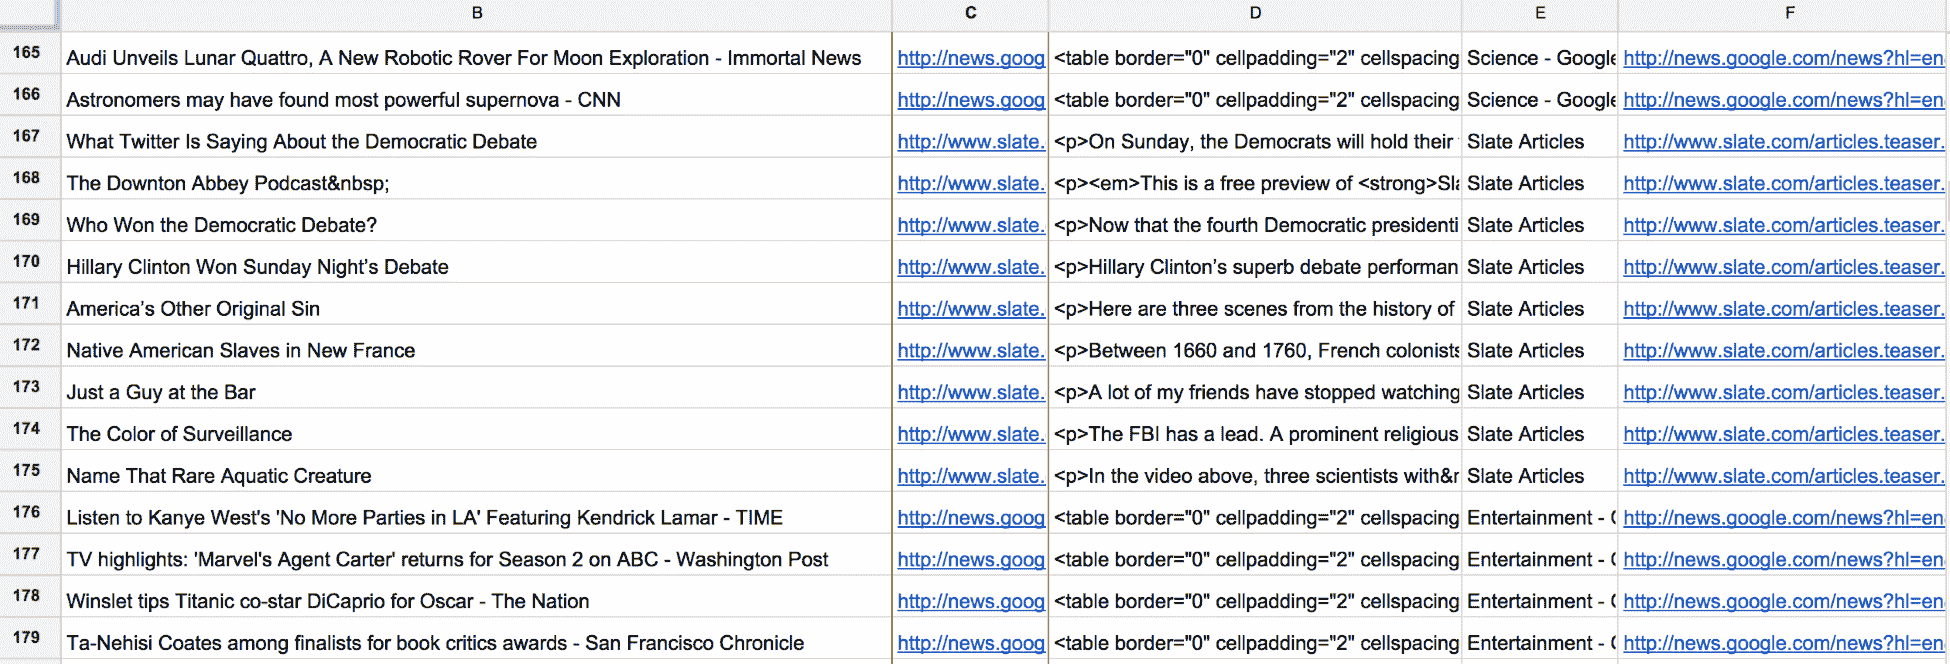 B C D E F
165 Audi Unveils Lunar Quattro, A New Robotic Rover For Moon Exploration - Immortal News http://news.goog <table border="0" cellpadding="2" cellspacing Science - Google http://news.google.com/news?hl=en
166 Astronomers may have found most powerful supernova - CNN http://news.goog <table border="0" cellpadding="2" cellspacing Science - Google http://news.google.com/news?hl=en
167 What Twitter Is Saying About the Democratic Debate http://www.slate. <p>On Sunday, the Democrats will hold their Slate Articles http://www.slate.com/articles.teaser.
168 The Downton Abbey Podcast&nbsp; http://www.slate. <p><em>This is a free preview of <strong>Sla Slate Articles http://www.slate.com/articles.teaser.
169 Who Won the Democratic Debate? http://www.slate. <p>Now that the fourth Democratic presidenti Slate Articles http://www.slate.com/articles.teaser.
170 Hillary Clinton Won Sunday Night’s Debate http://www.slate. <p>Hillary Clinton’s superb debate performan Slate Articles http://www.slate.com/articles.teaser.
171 America’s Other Original Sin http://www.slate. <p>Here are three scenes from the history of Slate Articles http://www.slate.com/articles.teaser.
172 Native American Slaves in New France http://www.slate. <p>Between 1660 and 1760, French colonists Slate Articles http://www.slate.com/articles.teaser.
173 Just a Guy at the Bar http://www.slate. <p>A lot of my friends have stopped watching Slate Articles http://www.slate.com/articles.teaser.
174 The Color of Surveillance http://www.slate. <p>The FBI has a lead. A prominent religious Slate Articles http://www.slate.com/articles.teaser.
175 Name That Rare Aquatic Creature http://www.slate. <p>In the video above, three scientists with&n Slate Articles http://www.slate.com/articles.teaser.
176 Listen to Kanye West's 'No More Parties in LA' Featuring Kendrick Lamar - TIME http://news.goog <table border="0" cellpadding="2" cellspacing Entertainment - G http://news.google.com/news?hl=en
177 TV highlights: 'Marvel's Agent Carter' returns for Season 2 on ABC - Washington Post http://news.goog <table border="0" cellpadding="2" cellspacing Entertainment - G http://news.google.com/news?hl=en
178 Winslet tips Titanic co-star DiCaprio for Oscar - The Nation http://news.goog <table border="0" cellpadding="2" cellspacing Entertainment - G http://news.google.com/news?hl=en
179 Ta-Nehisi Coates among finalists for book critics awards - San Francisco Chronicle http://news.goog <table border="0" cellpadding="2" cellspacing Entertainment - G http://news.google.com/news?hl=en